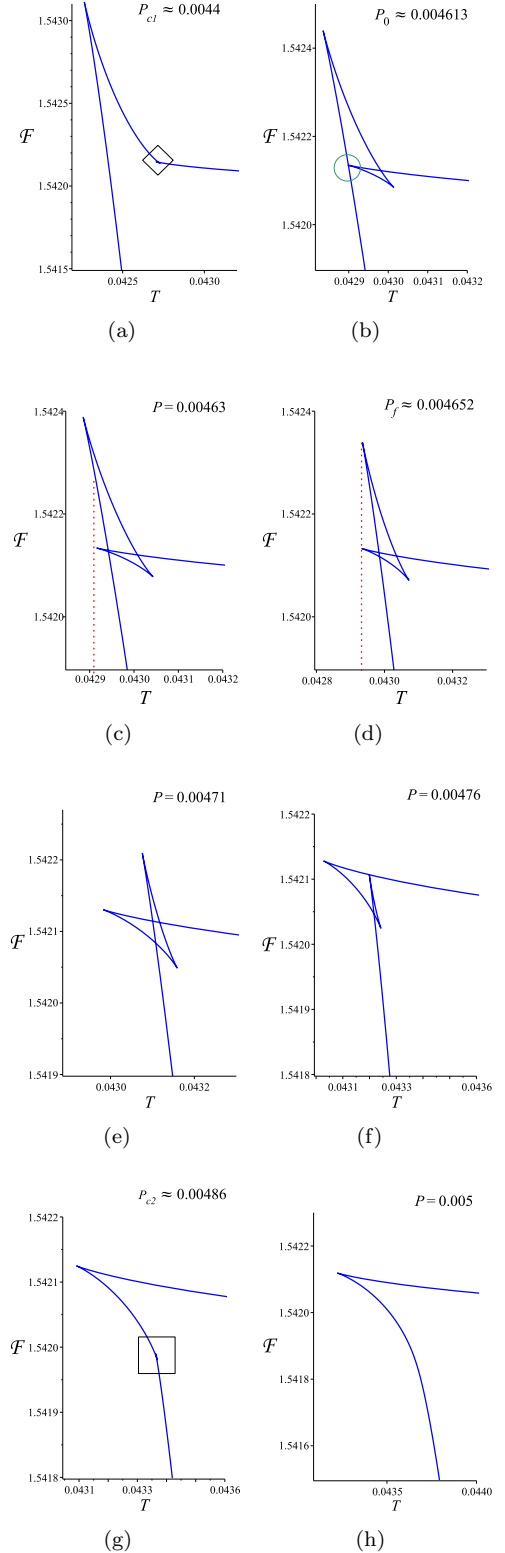 P_c1 ≈ 0.0044
1.5430
1.5425
ℱ
1.5420
1.5415
0.0425 0.0430
T
(a)
P_0 ≈ 0.004613
1.5424
ℱ
1.5422
1.5420
0.0429 0.0430 0.0431 0.0432
T
(b)
P = 0.00463
1.5424
1.5422
ℱ
1.5420
0.0429 0.0430 0.0431 0.0432
T
(c)
P_f ≈ 0.004652
1.5424
1.5422
ℱ
1.5420
0.0428 0.0430 0.0432
T
(d)
P = 0.00471
1.5422
1.5421
ℱ
1.5420
1.5419
0.0430 0.0432
T
(e)
P = 0.00476
1.5422
1.5421
ℱ
1.5420
1.5419
1.5418
0.0431 0.0433 0.0436
T
(f)
P_c2 ≈ 0.00486
1.5422
1.5421
ℱ
1.5420
1.5419
1.5418
0.0431 0.0433 0.0436
T
(g)
P = 0.005
1.5422
1.5420
ℱ
1.5418
1.5416
0.0435 0.0440
T
(h)